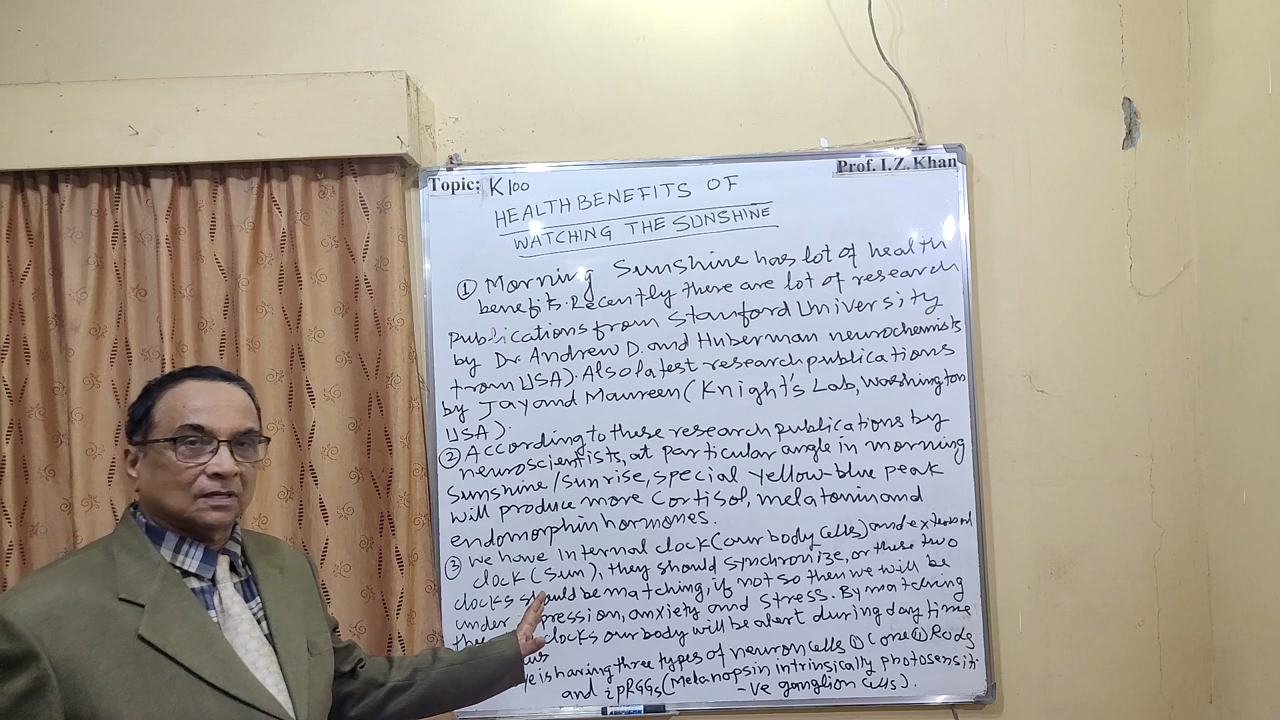 Topic: K100
Prof. I.Z. Khan
HEALTH BENEFITS OF
WATCHING THE SUNSHINE
① Morning Sunshine has lot of health
benefits. Recently there are lot of research
publications from Stanford University
by Dr. Andrew D. and Huberman neurochemists
from USA). Also latest research publications
by Jay and Maureen (Knight's Lab, Washington
USA).
② According to these research publications by
neuroscientists, at particular angle in morning
Sunshine/Sunrise, special yellow-blue peak
will produce more Cortisol, melatonin and
endomorphin hormones.
③ We have Internal clock (our body cells) and external
clock (Sun), they should synchronize, or these two
clocks should be matching, if not so then we will be
under pression, anxiety and stress. By matching
the clocks our body will be alert during day time
ye is having three types of neuron cells ① Cone ① Rods
and ipRGGs (Melanopsin intrinsically photosensiti
-ve ganglion cells).